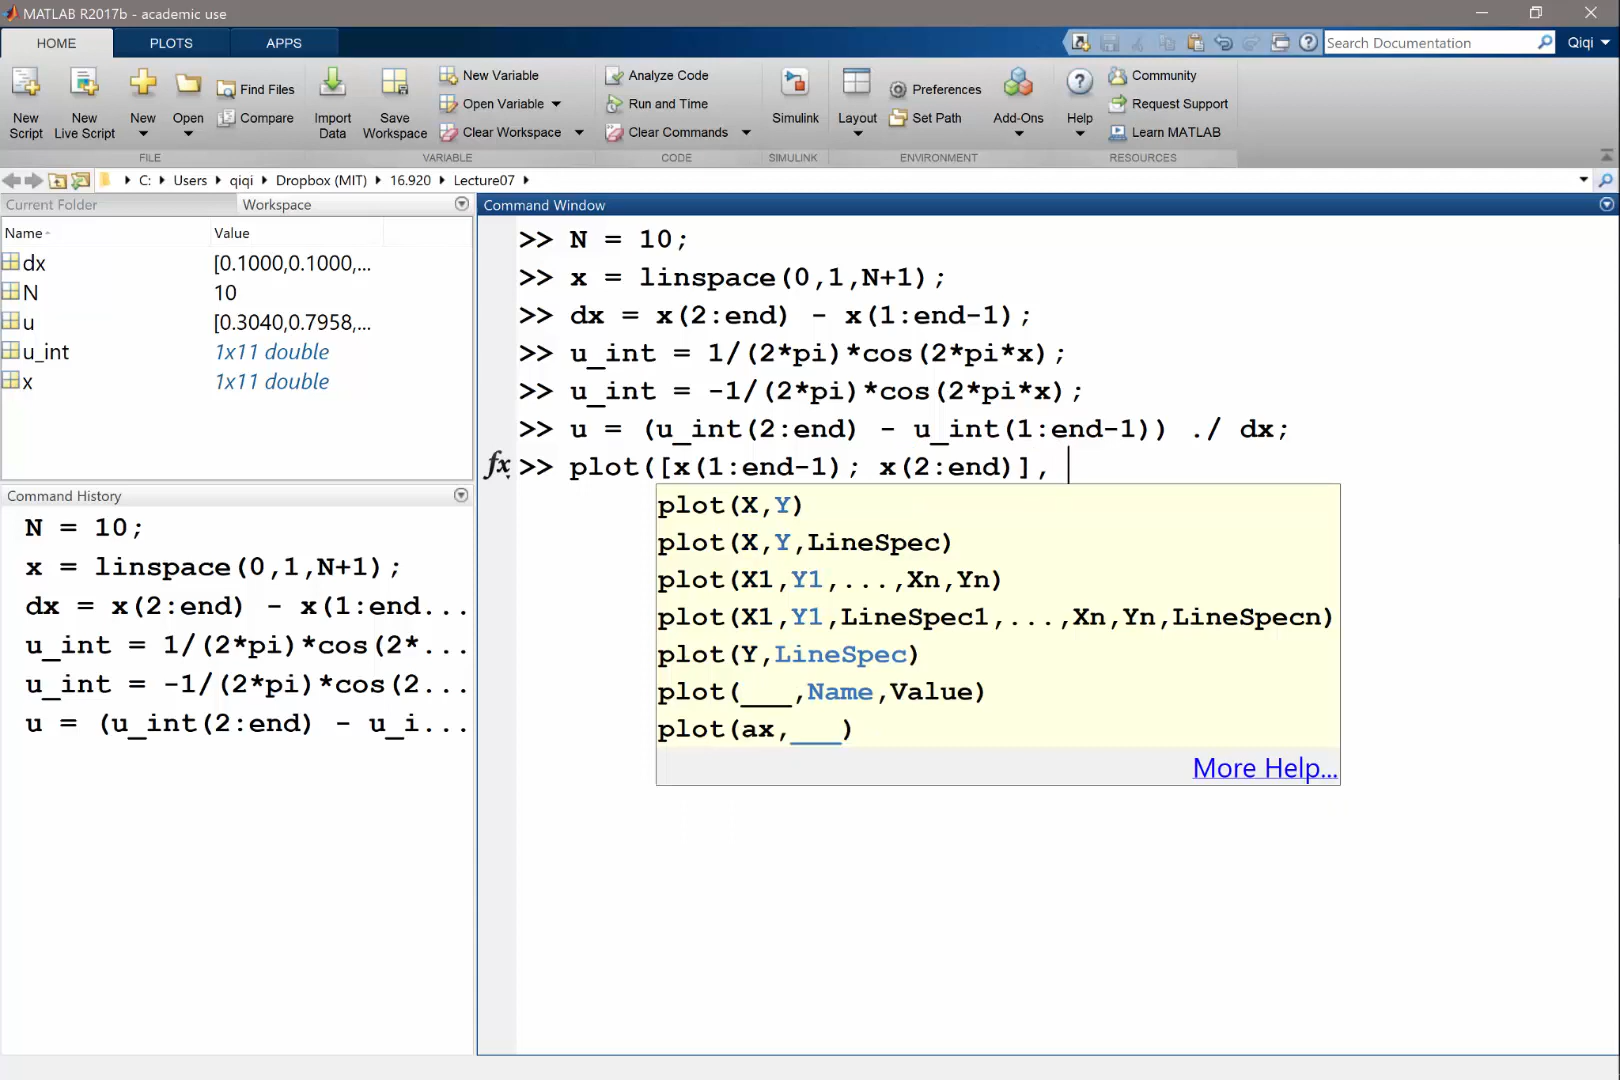 MATLAB R2017b - academic use
HOME PLOTS APPS
Search Documentation Qiqi
New Script
New Live Script
New
Open
Find Files
Compare
Import Data
Save Workspace
New Variable
Open Variable
Clear Workspace
Analyze Code
Run and Time
Clear Commands
Simulink
Layout
Preferences
Set Path
Add-Ons
Help
Community
Request Support
Learn MATLAB
FILE VARIABLE CODE SIMULINK ENVIRONMENT RESOURCES
C: Users qiqi Dropbox (MIT) 16.920 Lecture07
Current Folder Workspace
Name Value
dx [0.1000,0.1000,...
N 10
u [0.3040,0.7958,...
u_int 1x11 double
x 1x11 double
Command History
N = 10;
x = linspace(0,1,N+1);
dx = x(2:end) - x(1:end...
u_int = 1/(2*pi)*cos(2*...
u_int = -1/(2*pi)*cos(2...
u = (u_int(2:end) - u_i...
Command Window
>> N = 10;
>> x = linspace(0,1,N+1);
>> dx = x(2:end) - x(1:end-1);
>> u_int = 1/(2*pi)*cos(2*pi*x);
>> u_int = -1/(2*pi)*cos(2*pi*x);
>> u = (u_int(2:end) - u_int(1:end-1)) ./ dx;
fx >> plot([x(1:end-1); x(2:end)],
plot(X,Y)
plot(X,Y,LineSpec)
plot(X1,Y1,...,Xn,Yn)
plot(X1,Y1,LineSpec1,...,Xn,Yn,LineSpecn)
plot(Y,LineSpec)
plot(___,Name,Value)
plot(ax,___)
More Help...